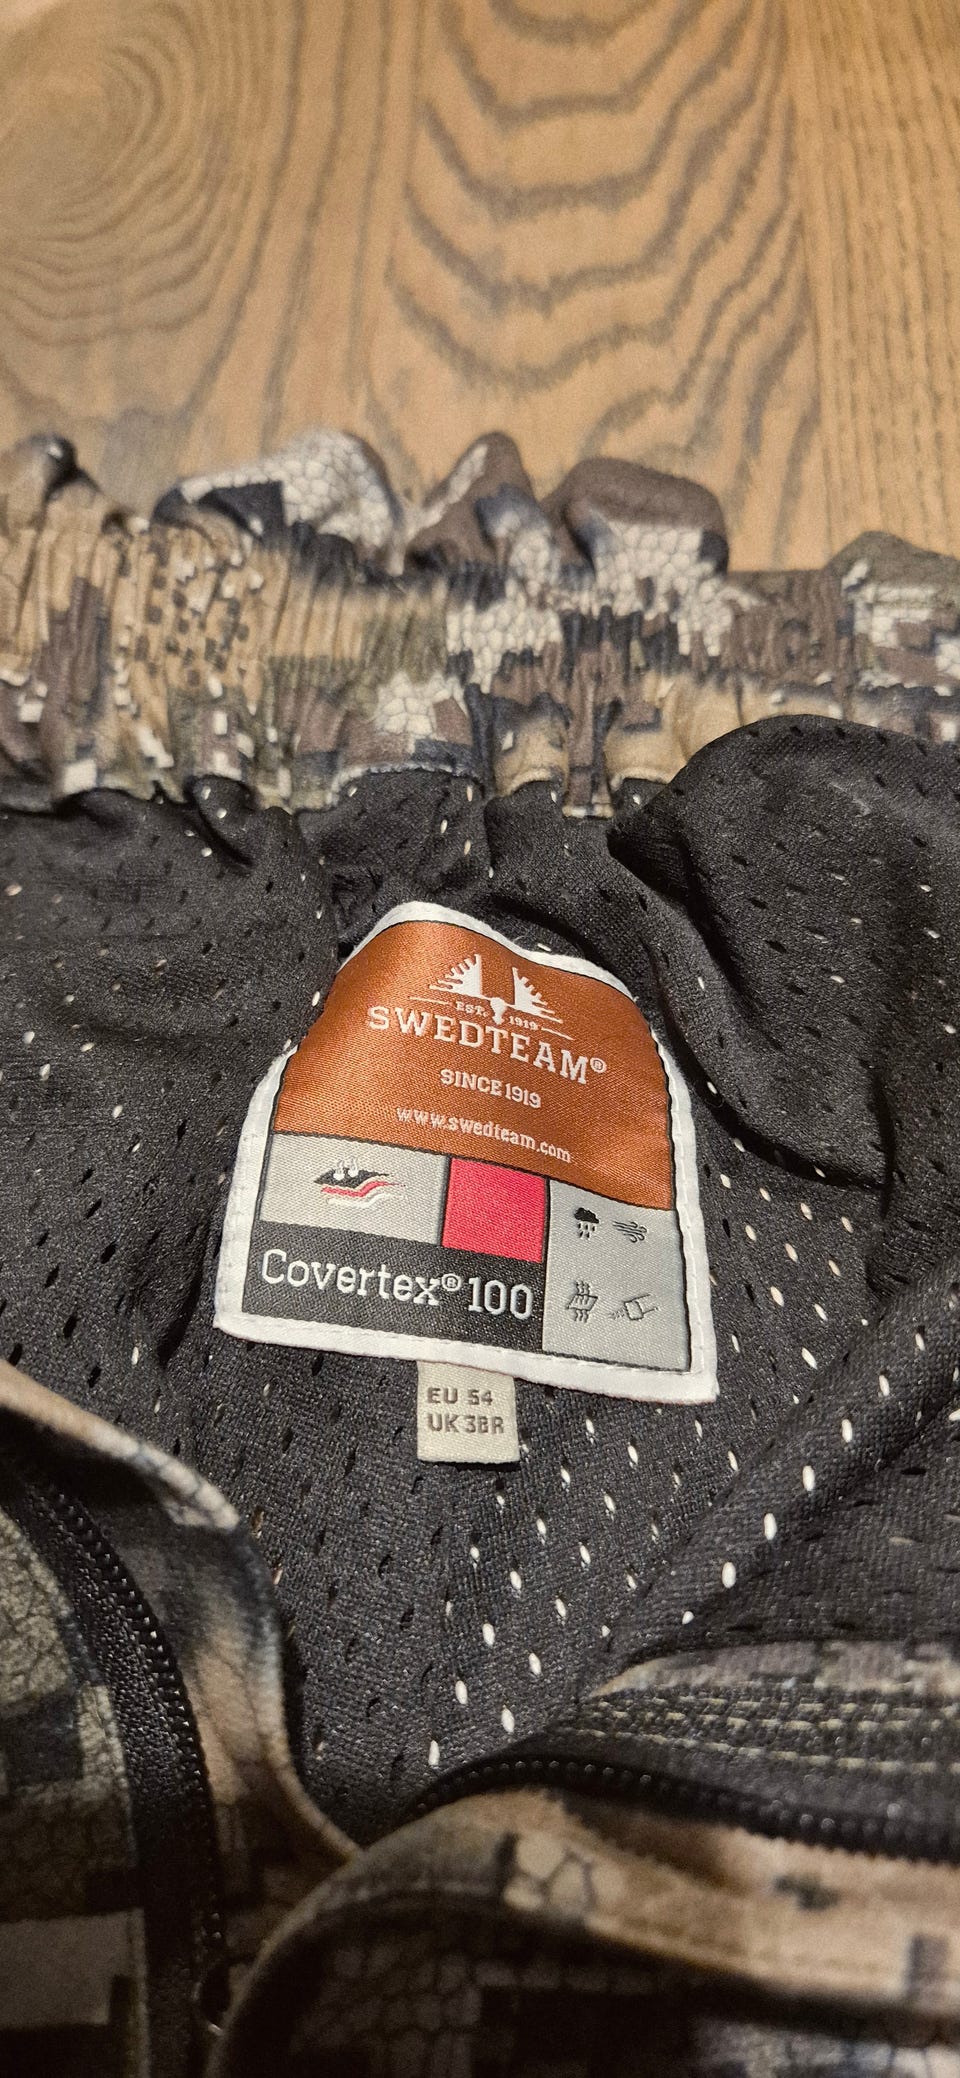 EST. 1919
SWEDTEAM®
SINCE 1919
www.swedteam.com
Covertex® 100
EU 54
UK 38R